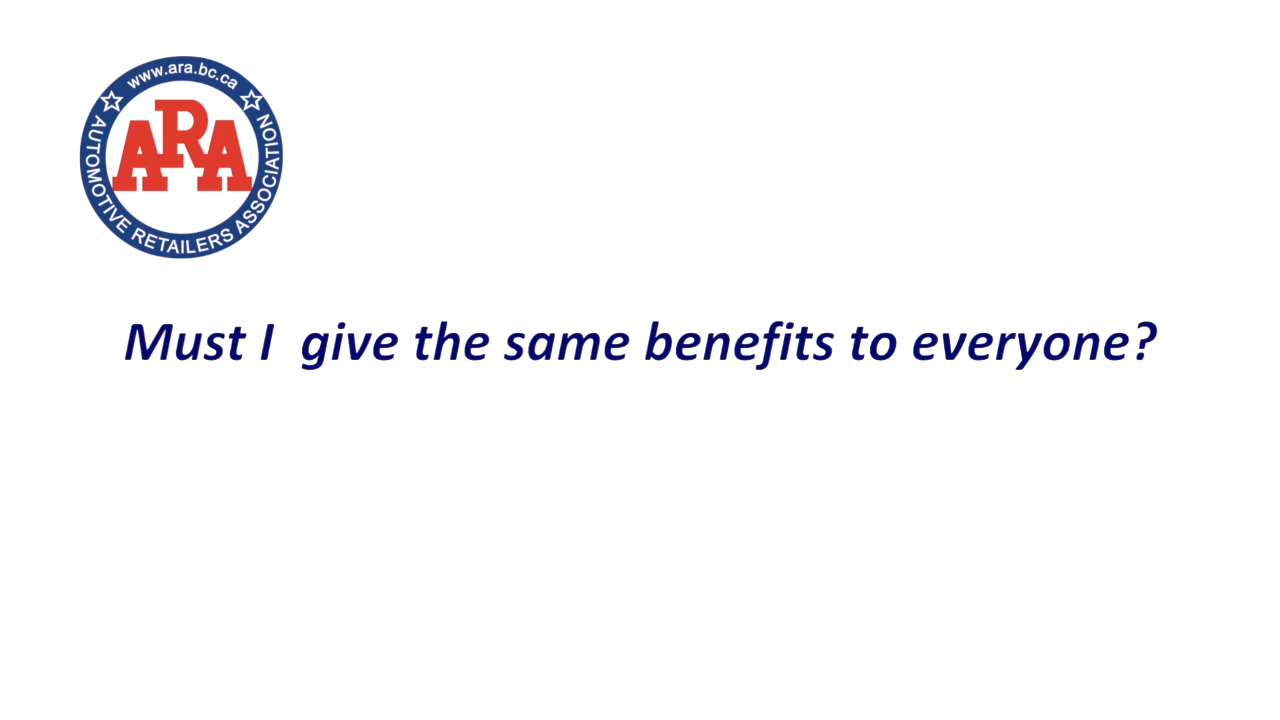 www.ara.bc.ca
ARA
AUTOMOTIVE RETAILERS ASSOCIATION
Must I  give the same benefits to everyone?